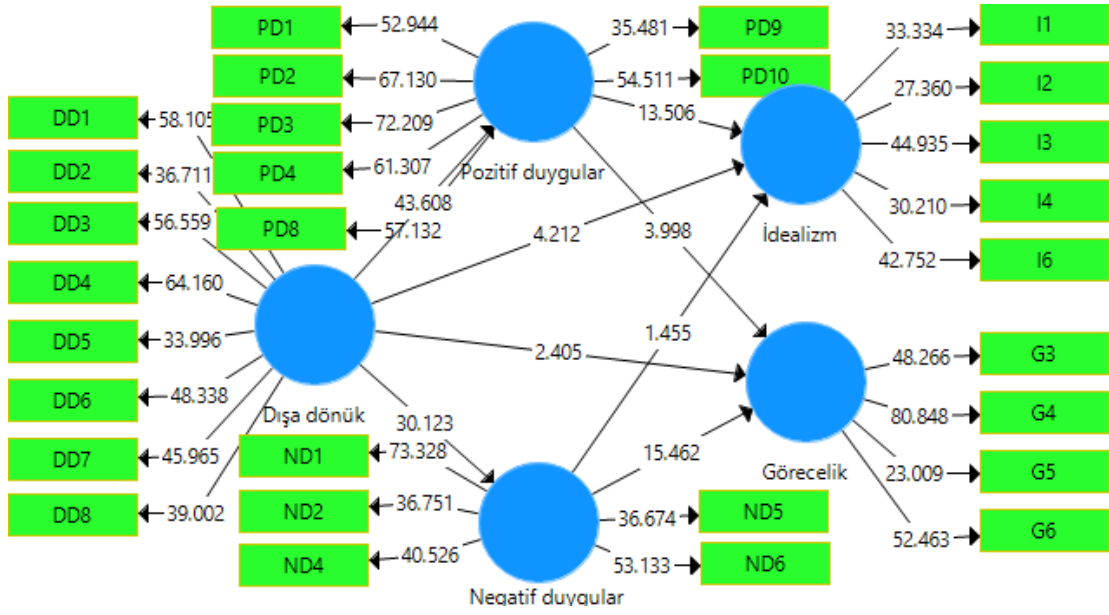 PD1
52.944
35.481
PD9
33.334
I1
PD2
67.130
54.511
PD10
27.360
I2
DD1
58.105
PD3
72.209
13.506
44.935
I3
DD2
36.711
PD4
61.307
Pozitif duygular
30.210
I4
DD3
56.559
PD8
43.608
57.132
4.212
3.998
İdealizm
42.752
I6
DD4
64.160
DD5
33.996
2.405
1.455
48.266
G3
DD6
48.338
Dışa dönük
30.123
80.848
G4
DD7
45.965
ND1
73.328
15.462
Görecelik
23.009
G5
DD8
39.002
ND2
36.751
36.674
ND5
52.463
G6
ND4
40.526
53.133
ND6
Negatif duygular